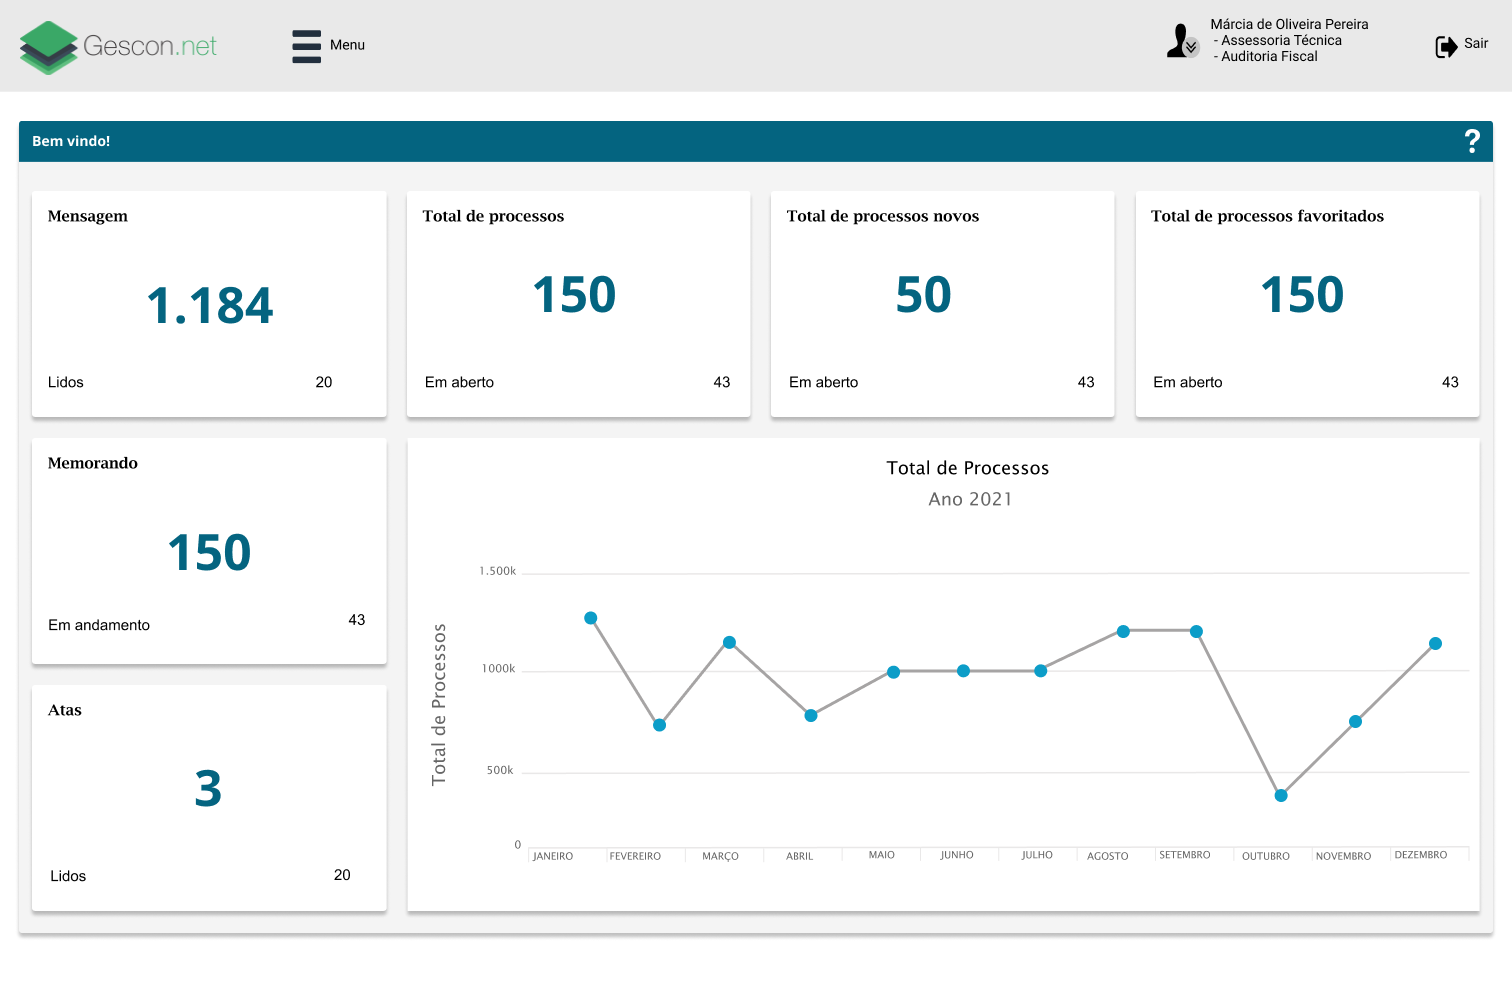 Gescon.net
Menu
Márcia de Oliveira Pereira
- Assessoria Técnica
- Auditoria Fiscal
Sair
Bem vindo!
?
Mensagem
1.184
Lidos 20
Total de processos
150
Em aberto 43
Total de processos novos
50
Em aberto 43
Total de processos favoritados
150
Em aberto 43
Memorando
150
Em andamento 43
Atas
3
Lidos 20
Total de Processos
Ano 2021
Total de Processos
1.500k
1000k
500k
0
JANEIRO FEVEREIRO MARÇO ABRIL MAIO JUNHO JULHO AGOSTO SETEMBRO OUTUBRO NOVEMBRO DEZEMBRO